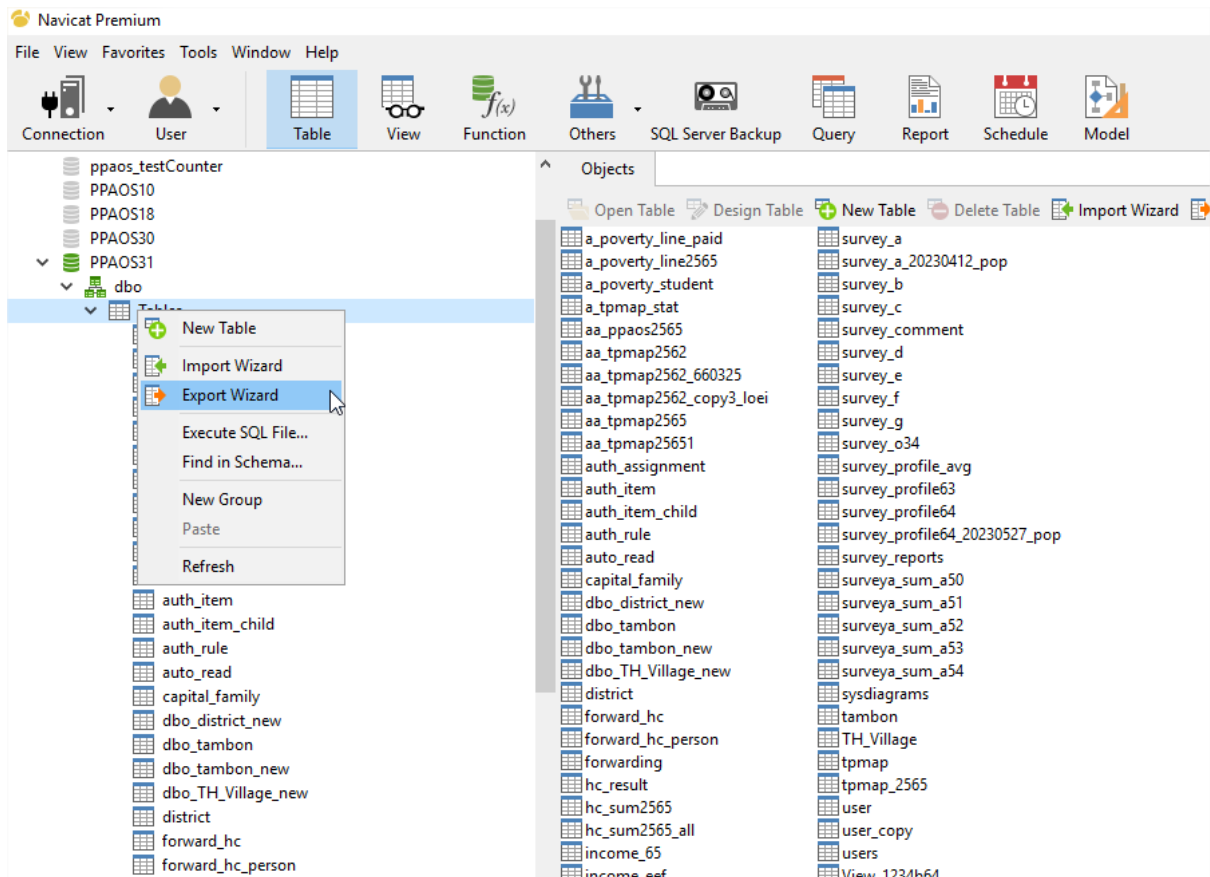 Navicat Premium
File View Favorites Tools Window Help
Connection User Table View Function Others SQL Server Backup Query Report Schedule Model
ppaos_testCounter
PPAOS10
PPAOS18
PPAOS30
PPAOS31
dbo
Tables
New Table
Import Wizard
Export Wizard
Execute SQL File...
Find in Schema...
New Group
Paste
Refresh
auth_item
auth_item_child
auth_rule
auto_read
capital_family
dbo_district_new
dbo_tambon
dbo_tambon_new
dbo_TH_Village_new
district
forward_hc
forward_hc_person
Objects
Open Table Design Table New Table Delete Table Import Wizard
a_poverty_line_paid
a_poverty_line2565
a_poverty_student
a_tpmap_stat
aa_ppaos2565
aa_tpmap2562
aa_tpmap2562_660325
aa_tpmap2562_copy3_loei
aa_tpmap2565
aa_tpmap25651
auth_assignment
auth_item
auth_item_child
auth_rule
auto_read
capital_family
dbo_district_new
dbo_tambon
dbo_tambon_new
dbo_TH_Village_new
district
forward_hc
forward_hc_person
forwarding
hc_result
hc_sum2565
hc_sum2565_all
income_65
income_eef
survey_a
survey_a_20230412_pop
survey_b
survey_c
survey_comment
survey_d
survey_e
survey_f
survey_g
survey_o34
survey_profile_avg
survey_profile63
survey_profile64
survey_profile64_20230527_pop
survey_reports
surveya_sum_a50
surveya_sum_a51
surveya_sum_a52
surveya_sum_a53
surveya_sum_a54
sysdiagrams
tambon
TH_Village
tpmap
tpmap_2565
user
user_copy
users
View_1234h64